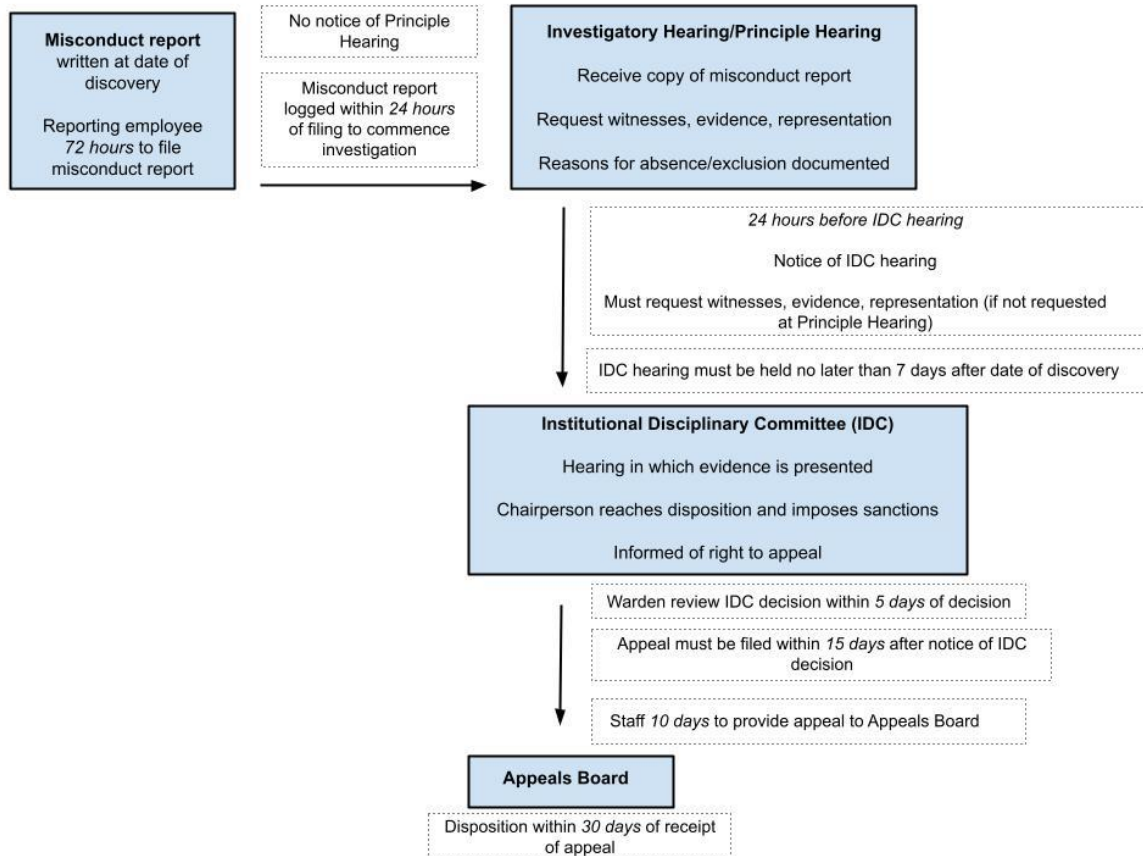 Misconduct report
written at date of
discovery
Reporting employee
72 hours to file
misconduct report
No notice of Principle
Hearing
Misconduct report
logged within 24 hours
of filing to commence
investigation
Investigatory Hearing/Principle Hearing
Receive copy of misconduct report
Request witnesses, evidence, representation
Reasons for absence/exclusion documented
24 hours before IDC hearing
Notice of IDC hearing
Must request witnesses, evidence, representation (if not requested
at Principle Hearing)
IDC hearing must be held no later than 7 days after date of discovery
Institutional Disciplinary Committee (IDC)
Hearing in which evidence is presented
Chairperson reaches disposition and imposes sanctions
Informed of right to appeal
Warden review IDC decision within 5 days of decision
Appeal must be filed within 15 days after notice of IDC
decision
Staff 10 days to provide appeal to Appeals Board
Appeals Board
Disposition within 30 days of receipt
of appeal